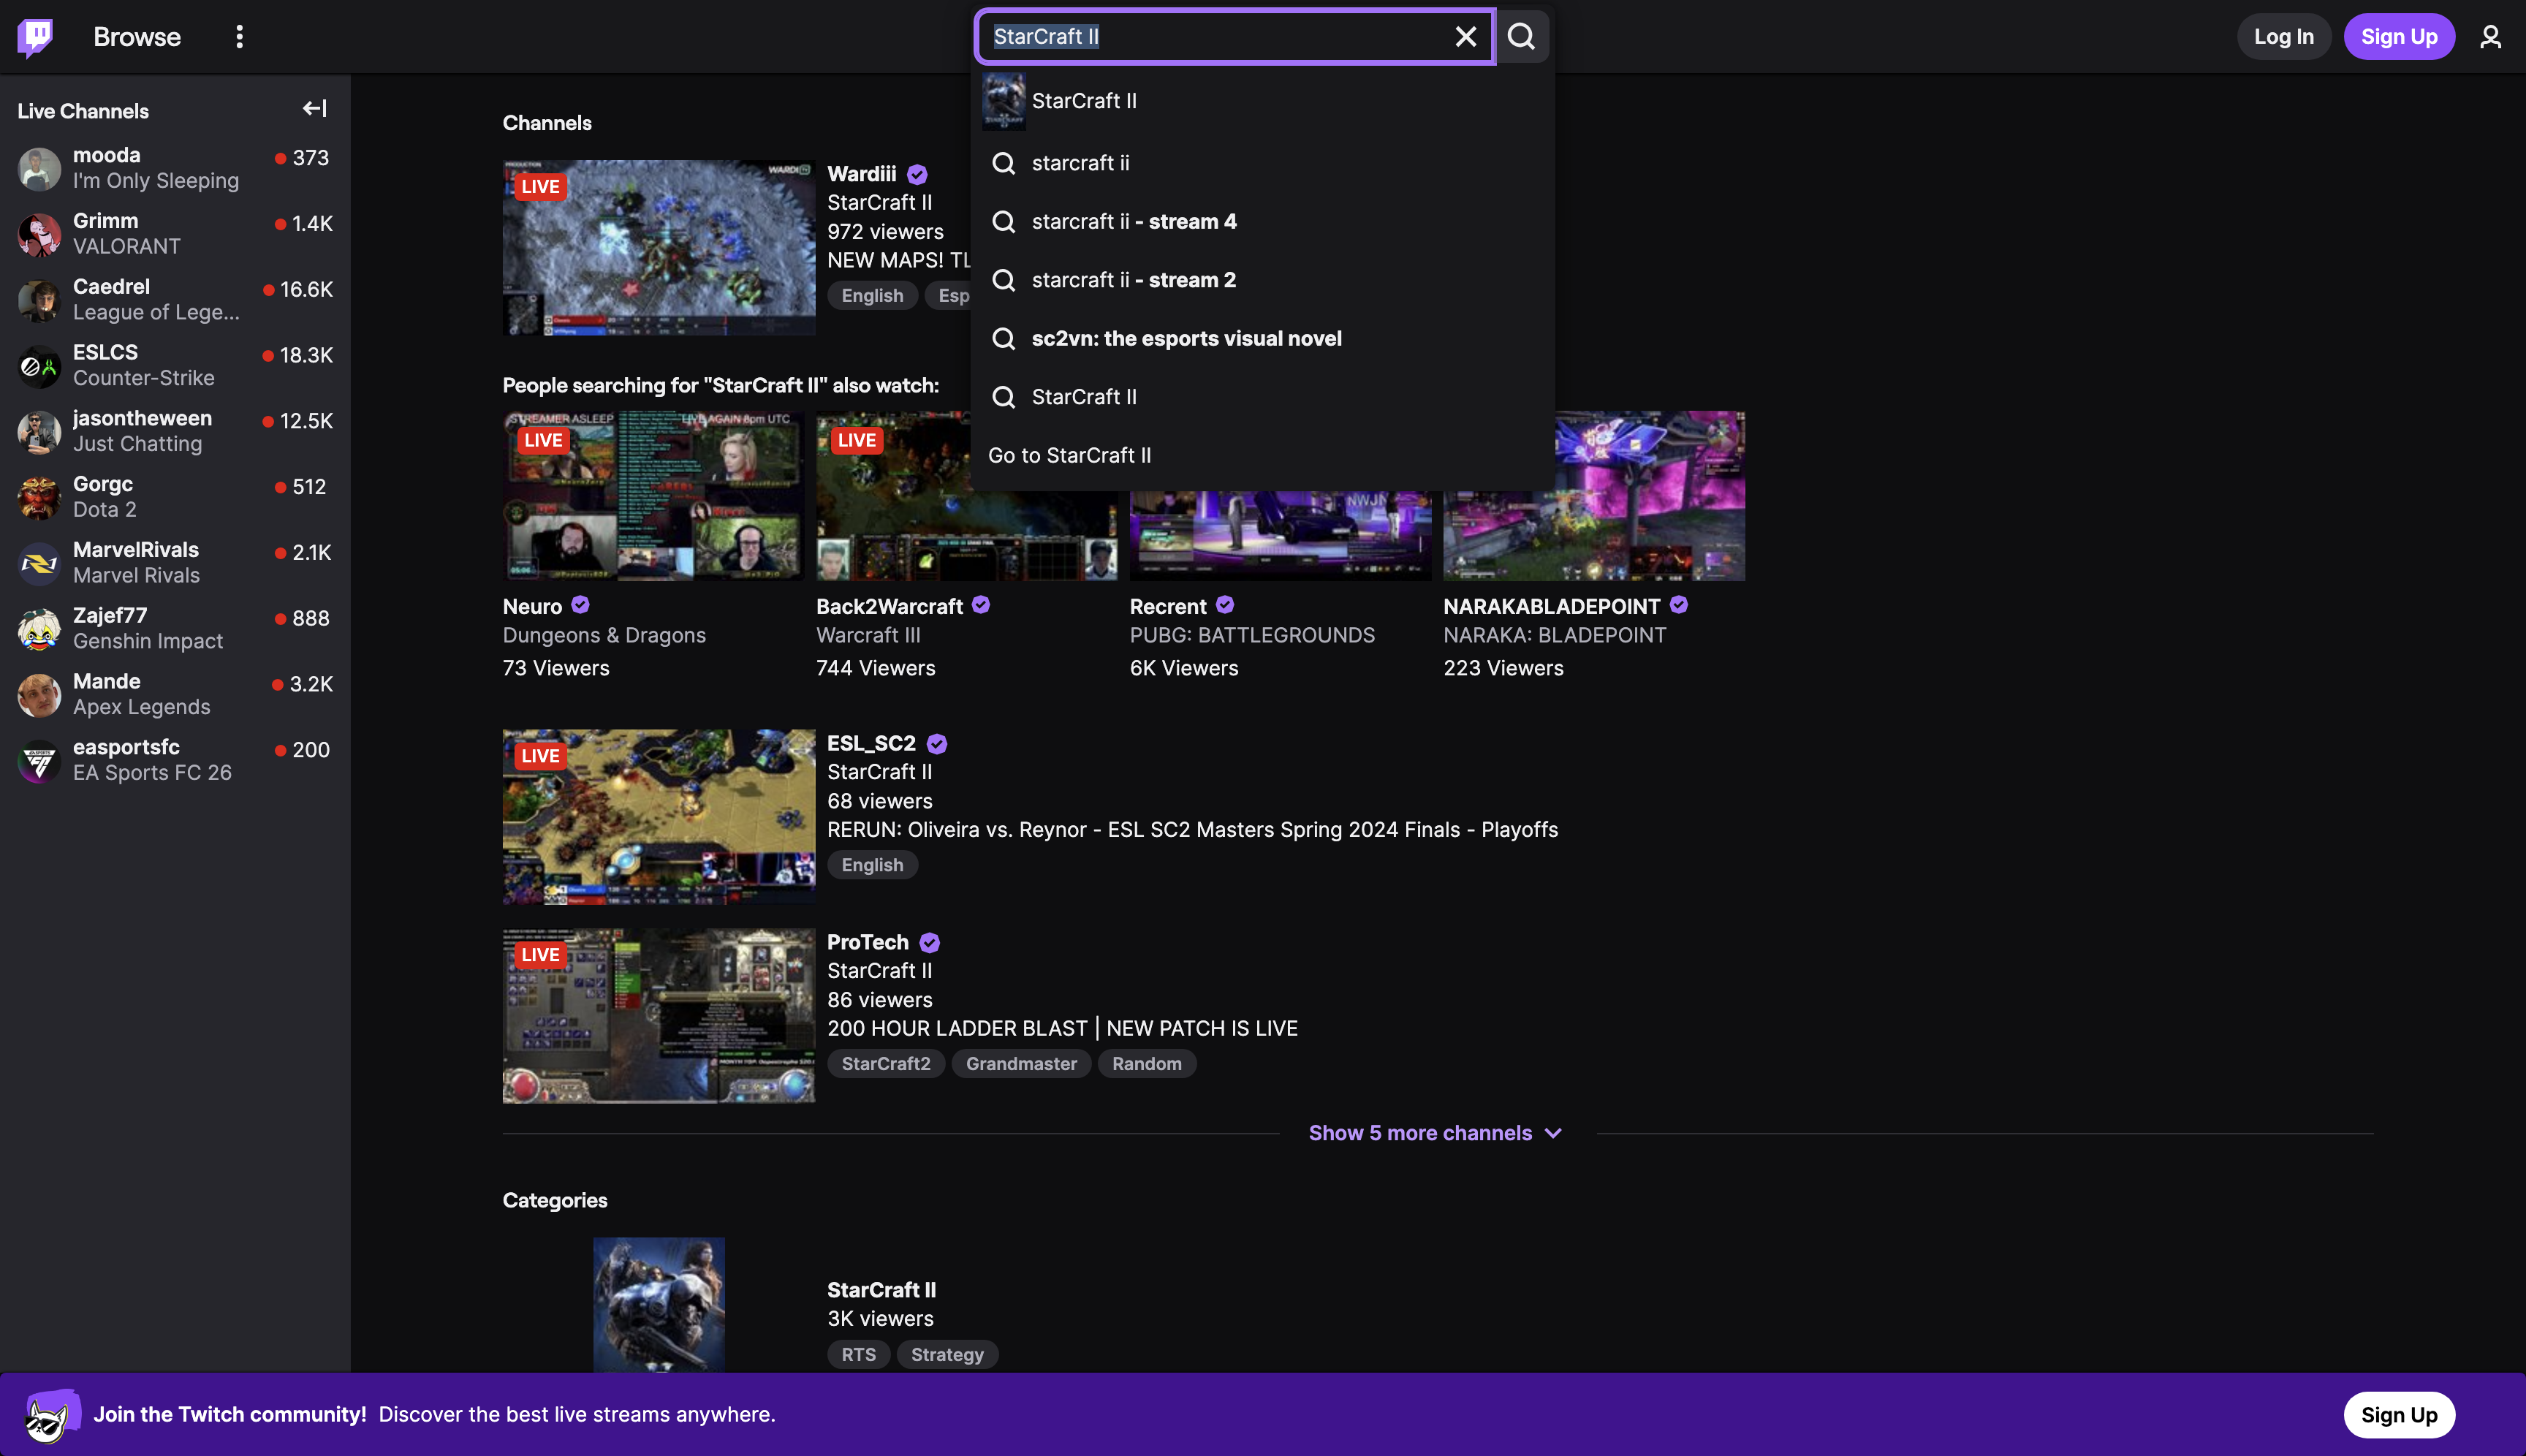 Browse
StarCraft II
Log In
Sign Up
StarCraft II
starcraft ii
starcraft ii - stream 4
starcraft ii - stream 2
sc2vn: the esports visual novel
StarCraft II
Go to StarCraft II
Live Channels
mooda
373
I'm Only Sleeping
Grimm
1.4K
VALORANT
Caedrel
16.6K
League of Lege...
ESLCS
18.3K
Counter-Strike
jasontheween
12.5K
Just Chatting
Gorgc
512
Dota 2
MarvelRivals
2.1K
Marvel Rivals
Zajef77
888
Genshin Impact
Mande
3.2K
Apex Legends
easportsfc
200
EA Sports FC 26
Channels
PRODUCTION
WARDI
LIVE
Wardiii
StarCraft II
972 viewers
NEW MAPS! TL
English
Esp
People searching for "StarCraft II" also watch:
STREAMER ASLEEP
LIVE AGAIN 8pm UTC
LIVE
Neuro
Dungeons & Dragons
73 Viewers
LIVE
Back2Warcraft
Warcraft III
744 Viewers
NWJN
Recrent
PUBG: BATTLEGROUNDS
6K Viewers
NARAKABLADEPOINT
NARAKA: BLADEPOINT
223 Viewers
LIVE
ESL_SC2
StarCraft II
68 viewers
RERUN: Oliveira vs. Reynor - ESL SC2 Masters Spring 2024 Finals - Playoffs
English
LIVE
ProTech
StarCraft II
86 viewers
200 HOUR LADDER BLAST | NEW PATCH IS LIVE
StarCraft2
Grandmaster
Random
Show 5 more channels
Categories
StarCraft II
3K viewers
RTS
Strategy
Join the Twitch community! Discover the best live streams anywhere.
Sign Up